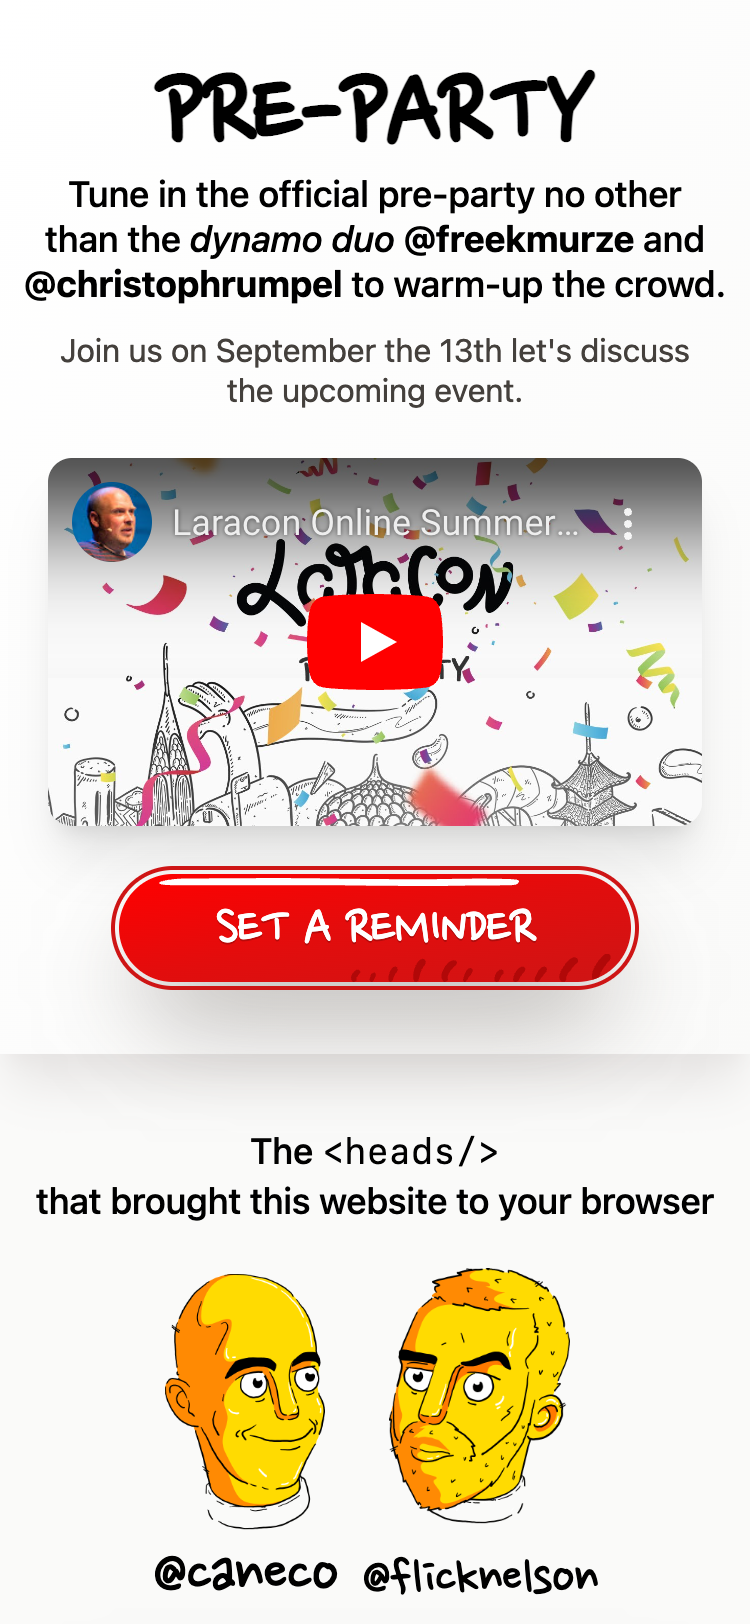 PRE-PARTY
Tune in the official pre-party no other
than the dynamo duo @freekmurze and
@christophrumpel to warm-up the crowd.
Join us on September the 13th let's discuss
the upcoming event.
Laracon Online Summer...
Laracon
SET A REMINDER
The <heads/>
that brought this website to your browser
@caneco @flicknelson